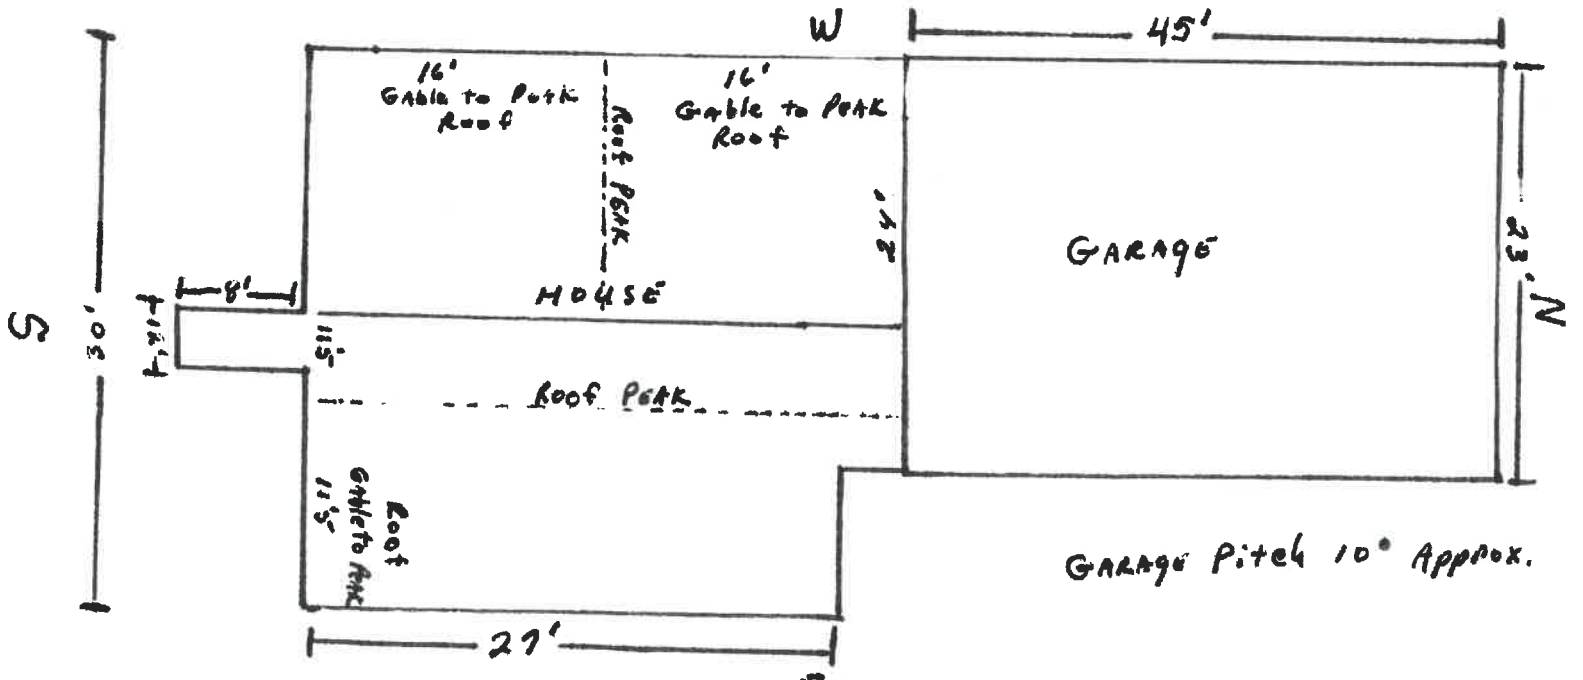 W
45'
16'
Gable to Peak
Roof
16'
Gable to PEAK
Roof
Roof PEAK
GARAGE
23'
N
S
30'
8'
HOUSE
11'5"
Roof PEAK
Roof
Gable to PEAK
11'5"
27'
GARAGE Pitch 10° Approx.